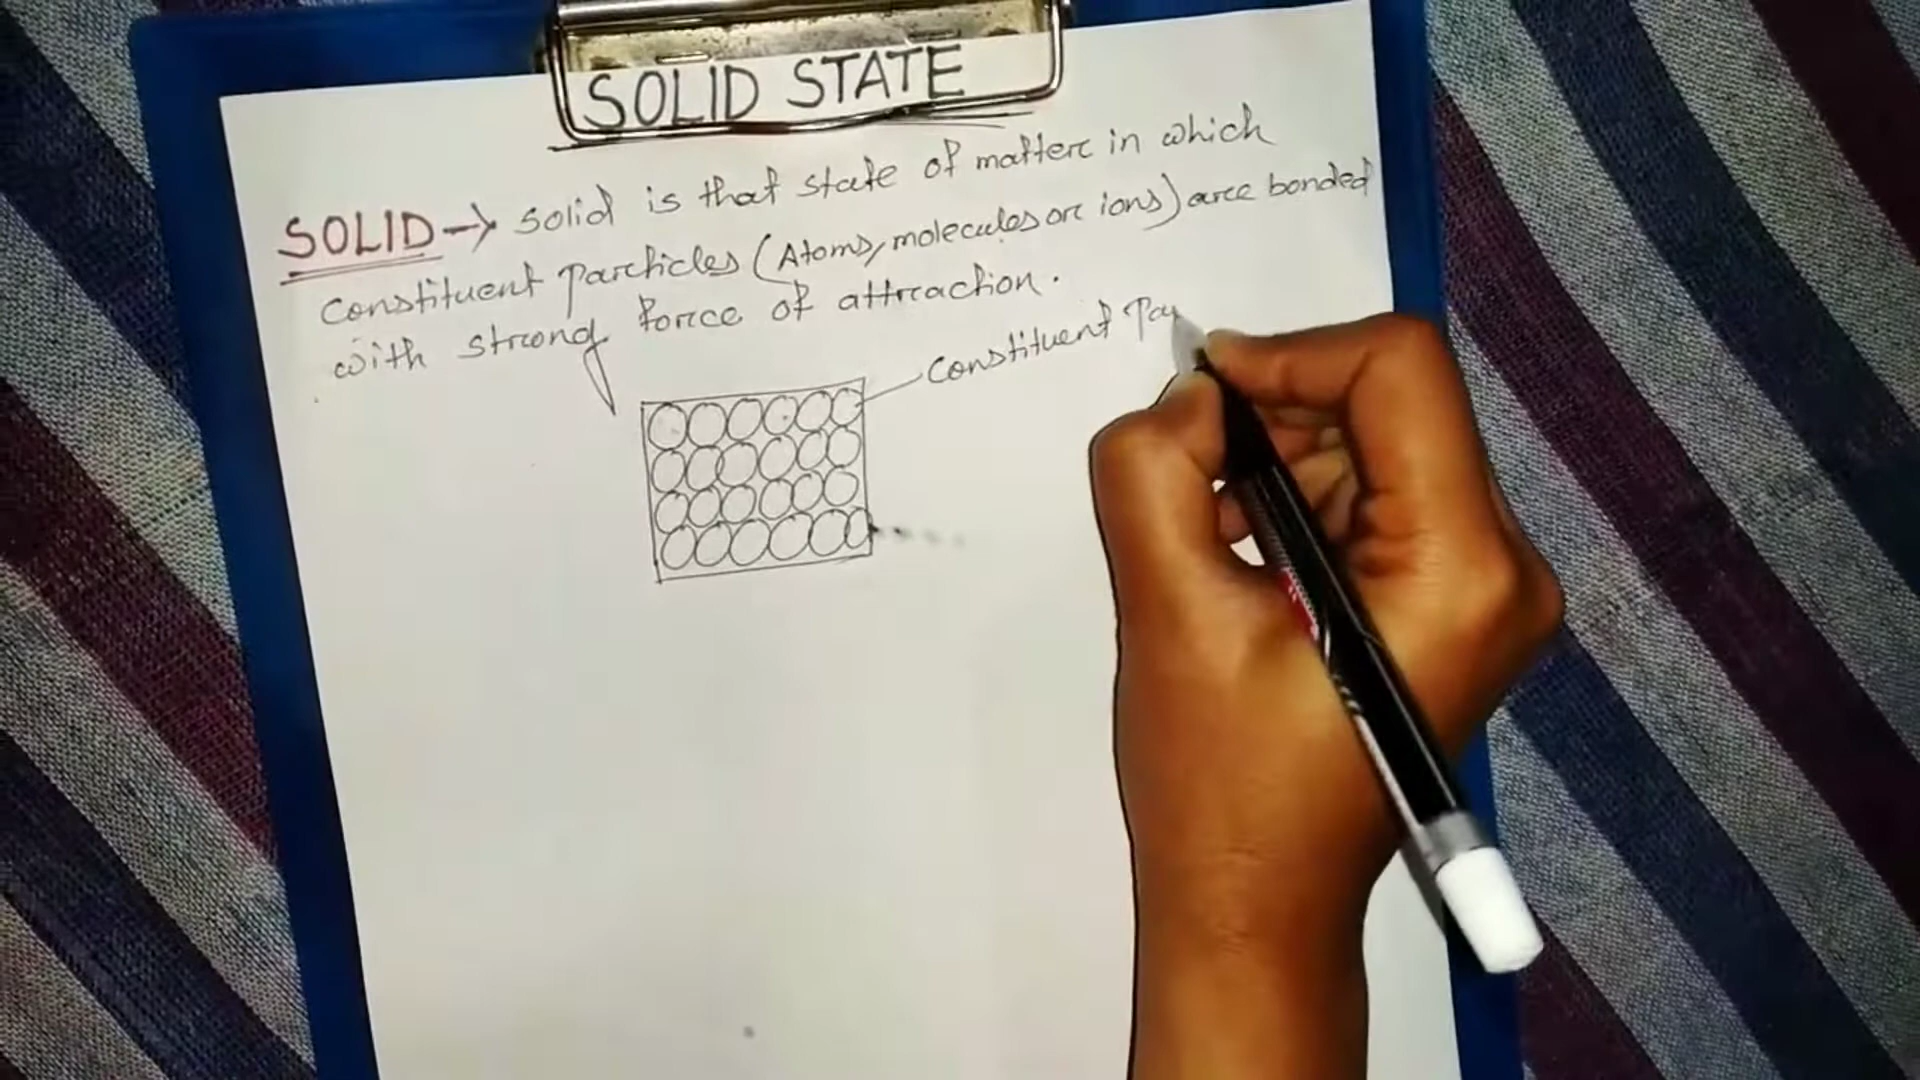 SOLID STATE
SOLID → Solid is that state of matter in which
Constituent Particles (Atoms, molecules or ions) are bonded
with strong force of attraction.
Constituent Pa